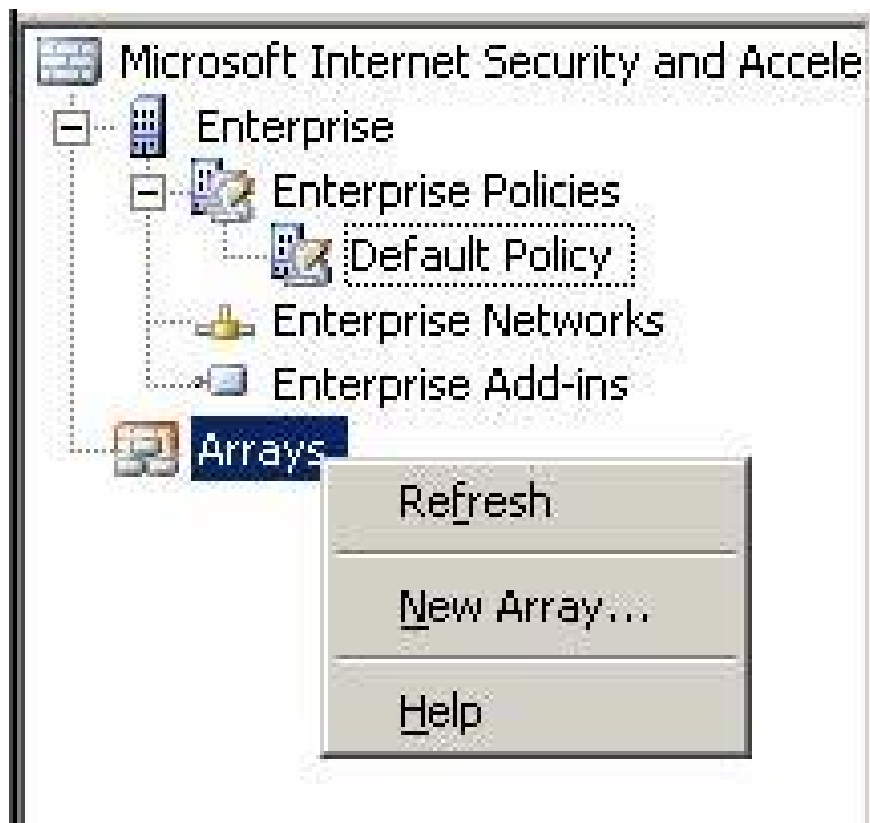 Microsoft Internet Security and Accele
Enterprise
Enterprise Policies
Default Policy
Enterprise Networks
Enterprise Add-ins
Arrays
Refresh
New Array...
Help